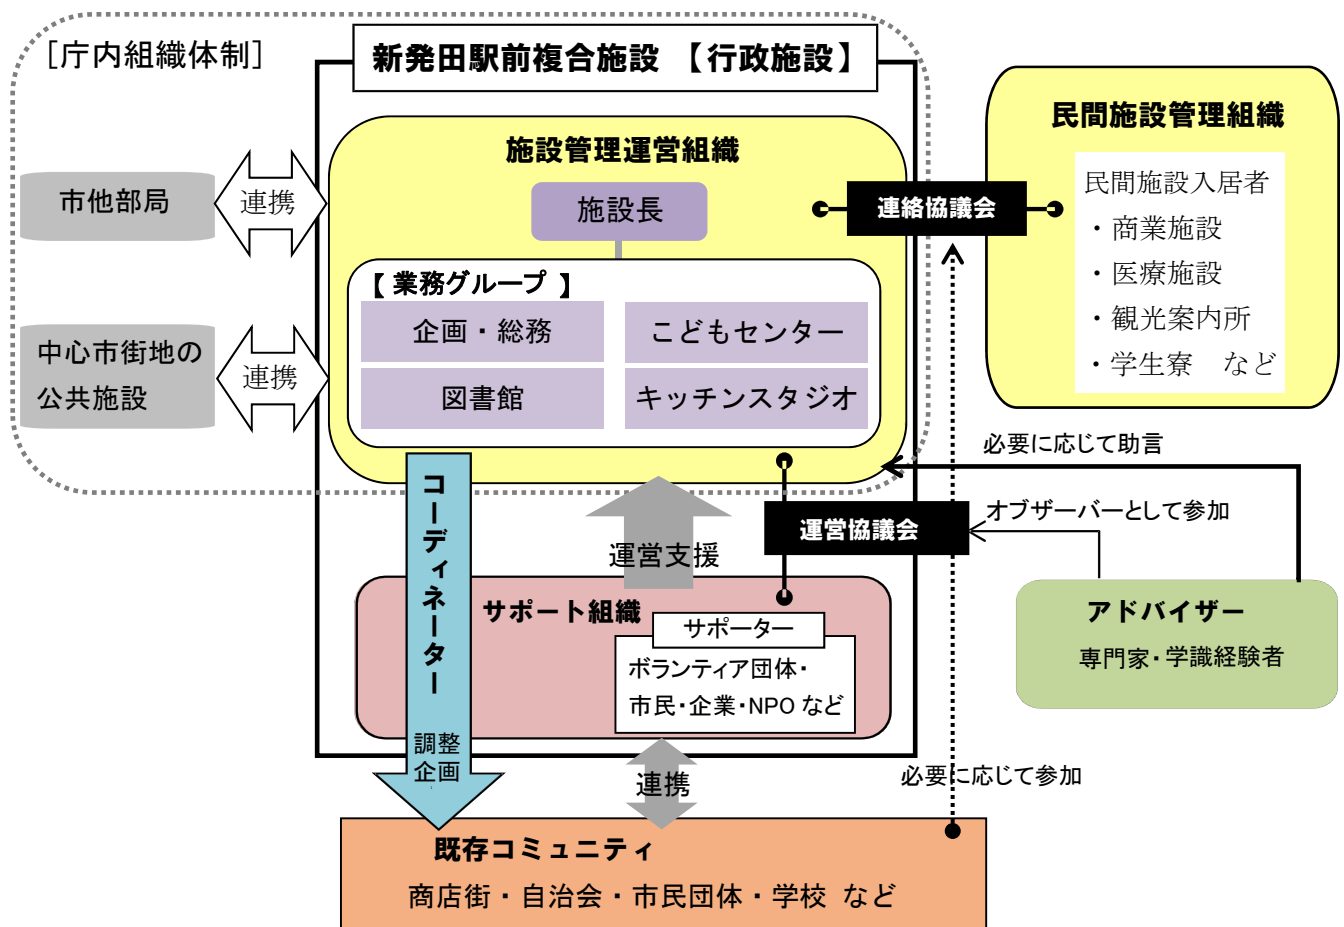 ［庁内組織体制］
新発田駅前複合施設 【行政施設】
施設管理運営組織
施設長
【 業務グループ 】
企画・総務
こどもセンター
図書館
キッチンスタジオ
市他部局
連携
中心市街地の
公共施設
連携
連絡協議会
民間施設管理組織
民間施設入居者
・商業施設
・医療施設
・観光案内所
・学生寮　など
必要に応じて助言
オブザーバーとして参加
運営協議会
コーディネーター
調整
企画
運営支援
サポート組織
サポーター
ボランティア団体・
市民・企業・NPO など
アドバイザー
専門家・学識経験者
必要に応じて参加
連携
既存コミュニティ
商店街・自治会・市民団体・学校 など